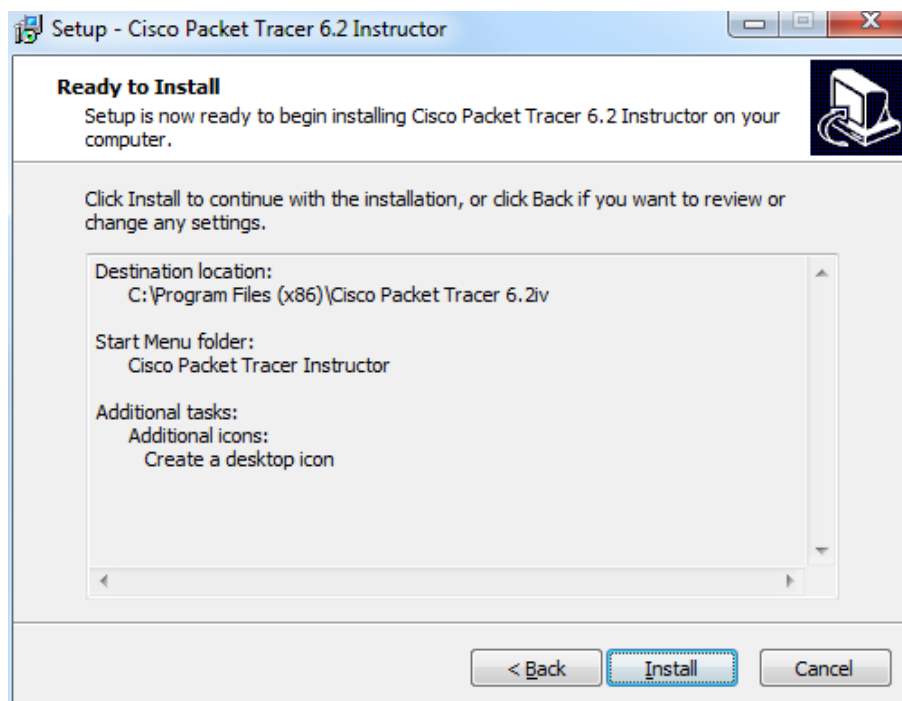 Setup - Cisco Packet Tracer 6.2 Instructor
Ready to Install
Setup is now ready to begin installing Cisco Packet Tracer 6.2 Instructor on your
computer.
Click Install to continue with the installation, or click Back if you want to review or
change any settings.
Destination location:
C:\Program Files (x86)\Cisco Packet Tracer 6.2iv
Start Menu folder:
Cisco Packet Tracer Instructor
Additional tasks:
Additional icons:
Create a desktop icon
< Back
Install
Cancel